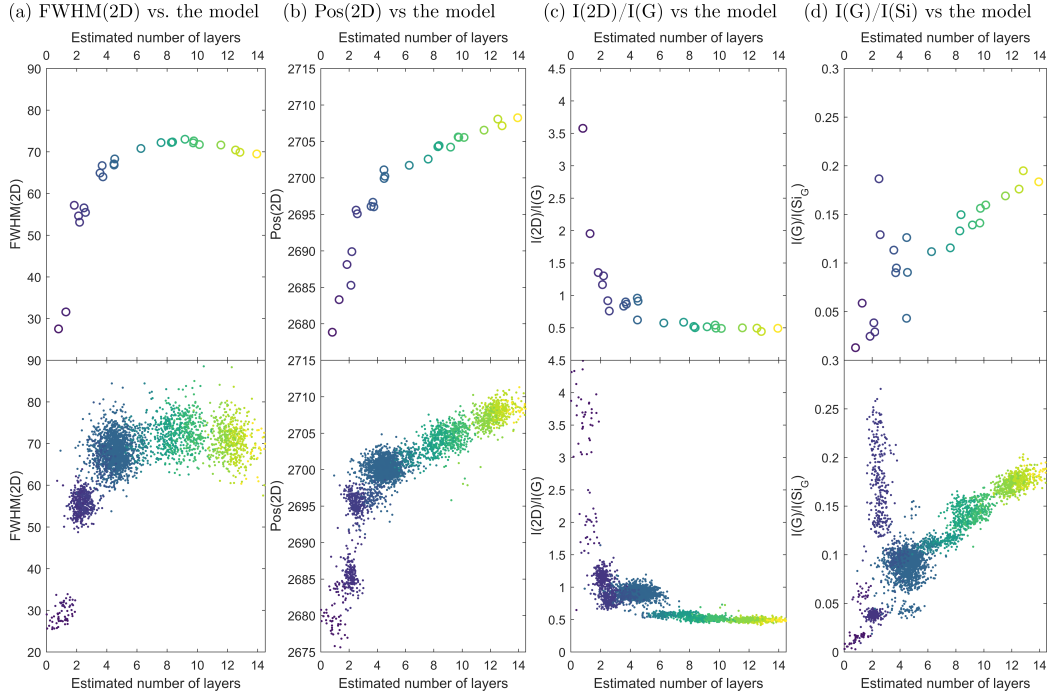 (a) FWHM(2D) vs. the model
(b) Pos(2D) vs the model
(c) I(2D)/I(G) vs the model
(d) I(G)/I(Si) vs the model
Estimated number of layers
Estimated number of layers
Estimated number of layers
Estimated number of layers
0 2 4 6 8 10 12 14
0 2 4 6 8 10 12 14
0 2 4 6 8 10 12 14
0 2 4 6 8 10 12 14
FWHM(2D)
90
80
70
60
50
40
30
90
80
70
60
50
40
30
20
FWHM(2D)
Pos(2D)
2715
2710
2705
2700
2695
2690
2685
2680
2715
2710
2705
2700
2695
2690
2685
2680
2675
Pos(2D)
I(2D)/I(G)
4.5
4
3.5
3
2.5
2
1.5
1
0.5
4.5
4
3.5
3
2.5
2
1.5
1
0.5
0
I(2D)/I(G)
I(G)/I(Si_G)
0.3
0.25
0.2
0.15
0.1
0.05
0.3
0.25
0.2
0.15
0.1
0.05
0
I(G)/I(Si_G)
0 2 4 6 8 10 12 14
0 2 4 6 8 10 12 14
0 2 4 6 8 10 12 14
0 2 4 6 8 10 12 14
Estimated number of layers
Estimated number of layers
Estimated number of layers
Estimated number of layers